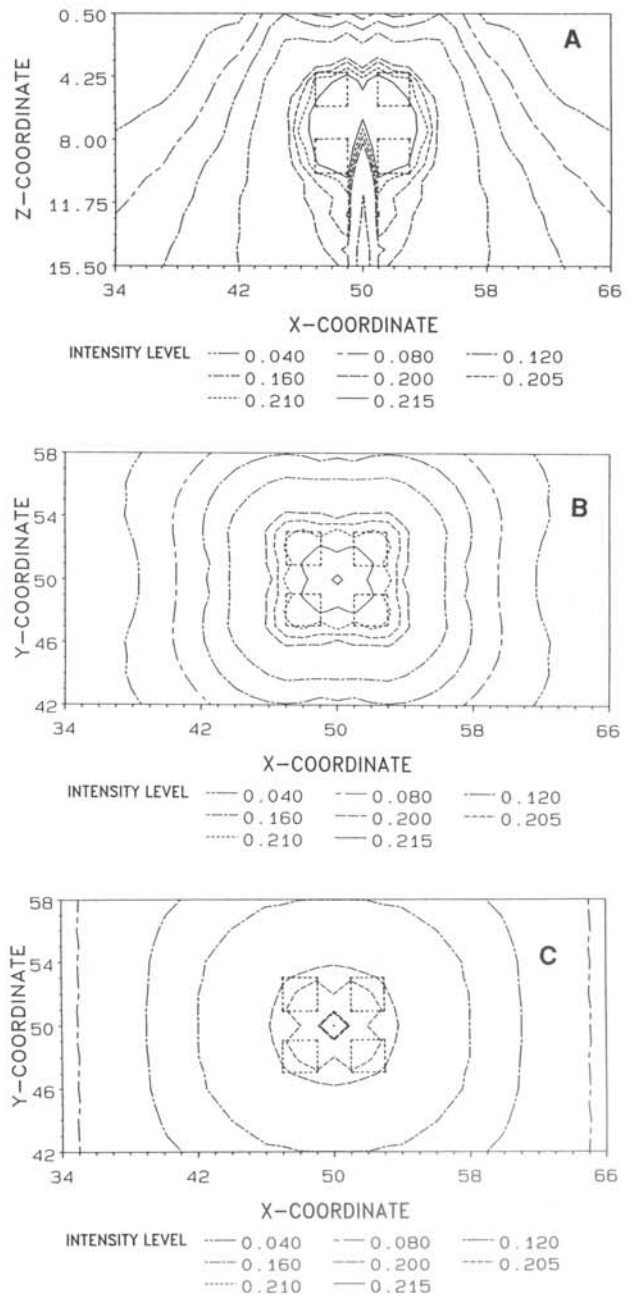 A
Z-COORDINATE
0.50
4.25
8.00
11.75
15.50
34 42 50 58 66
X-COORDINATE
INTENSITY LEVEL 0.040 0.080 0.120
0.160 0.200 0.205
0.210 0.215
B
Y-COORDINATE
58
54
50
46
42
34 42 50 58 66
X-COORDINATE
INTENSITY LEVEL 0.040 0.080 0.120
0.160 0.200 0.205
0.210 0.215
C
Y-COORDINATE
58
54
50
46
42
34 42 50 58 66
X-COORDINATE
INTENSITY LEVEL 0.040 0.080 0.120
0.160 0.200 0.205
0.210 0.215